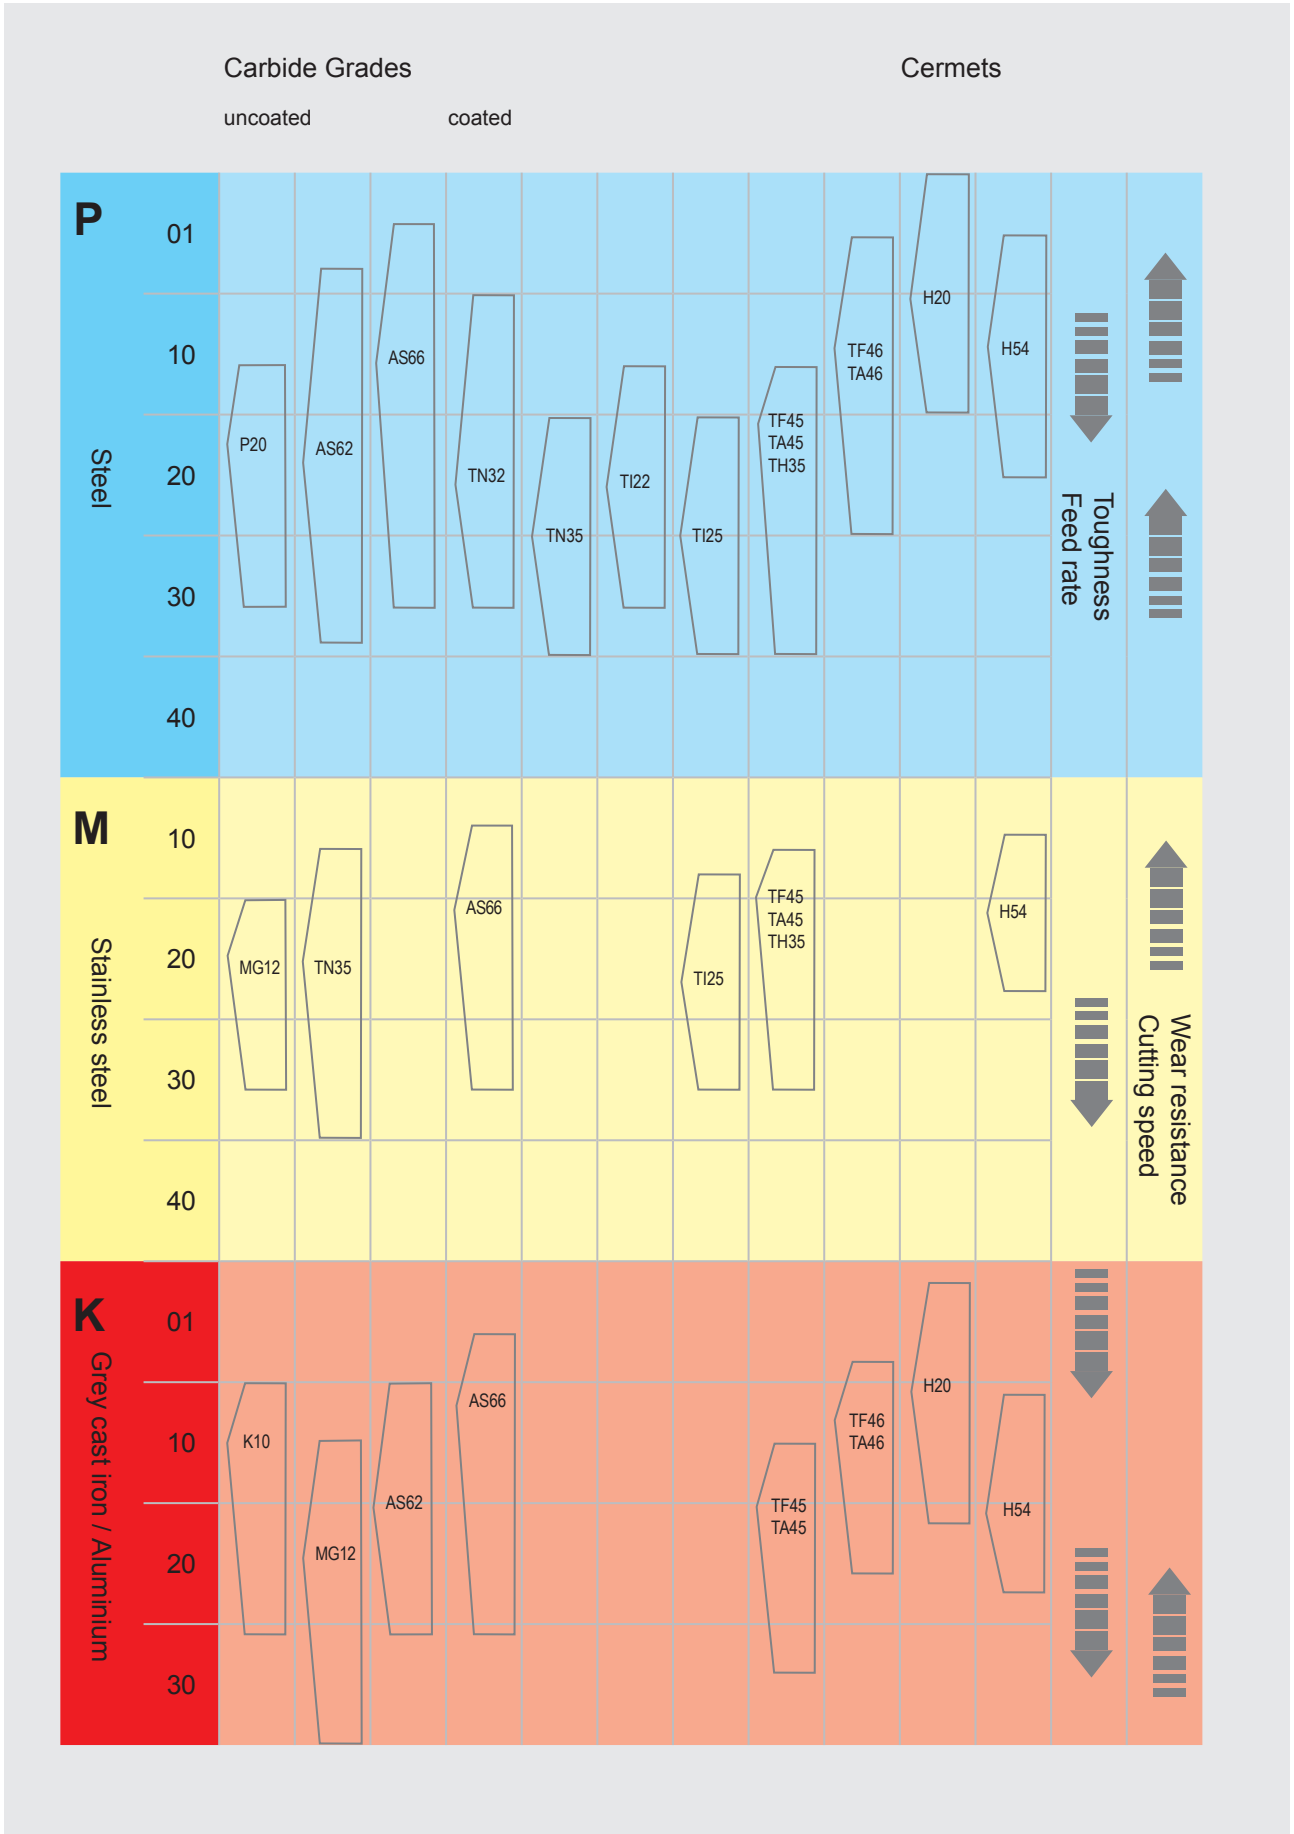 Carbide Grades
Cermets
uncoated
coated
P
Steel
01
10
20
30
40
P20
AS62
AS66
TN32
TN35
TI22
TI25
TF45
TA45
TH35
TF46
TA46
H20
H54
Toughness
Feed rate
M
Stainless steel
10
20
30
40
MG12
TN35
AS66
TI25
TF45
TA45
TH35
H54
Wear resistance
Cutting speed
K
Grey cast iron / Aluminium
01
10
20
30
K10
MG12
AS62
AS66
TF45
TA45
TF46
TA46
H20
H54